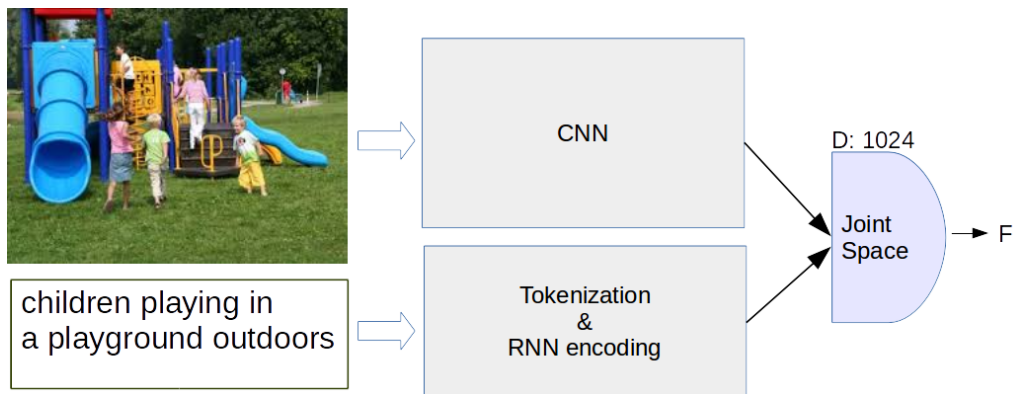 children playing in
a playground outdoors
CNN
Tokenization
&
RNN encoding
D: 1024
Joint
Space
F